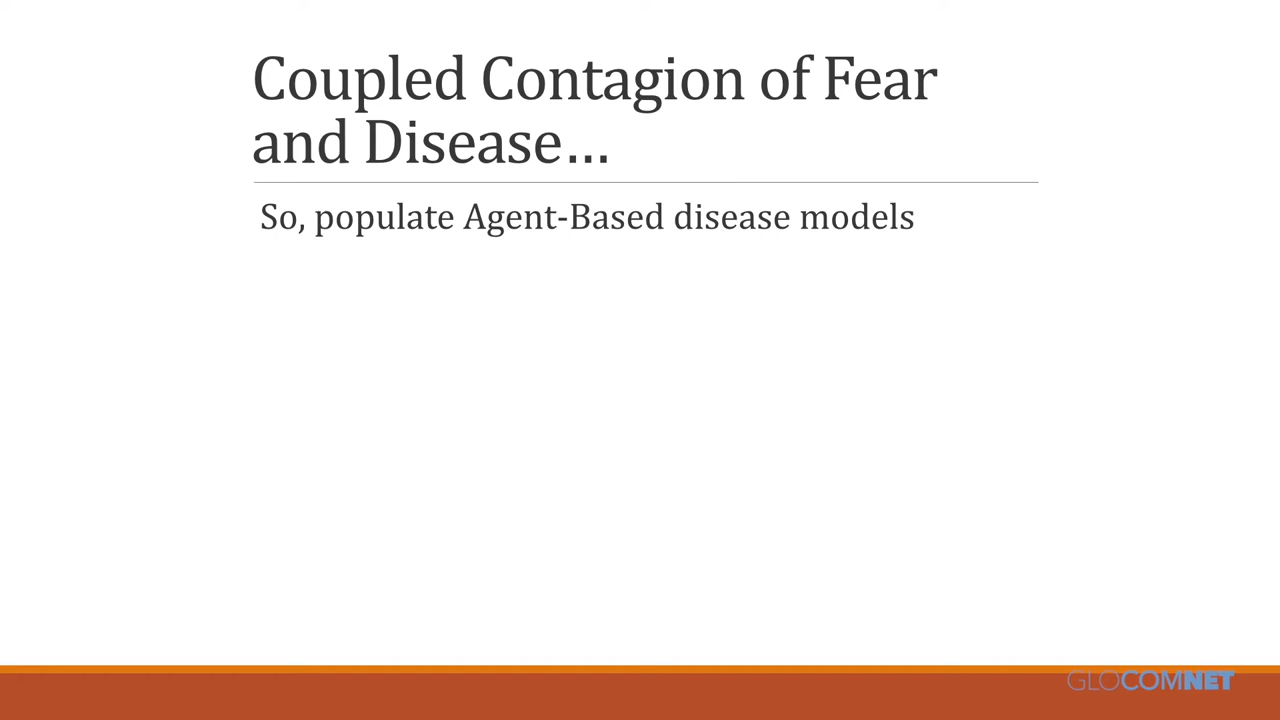 Coupled Contagion of Fear
and Disease…
So, populate Agent-Based disease models
GLOCOMNET